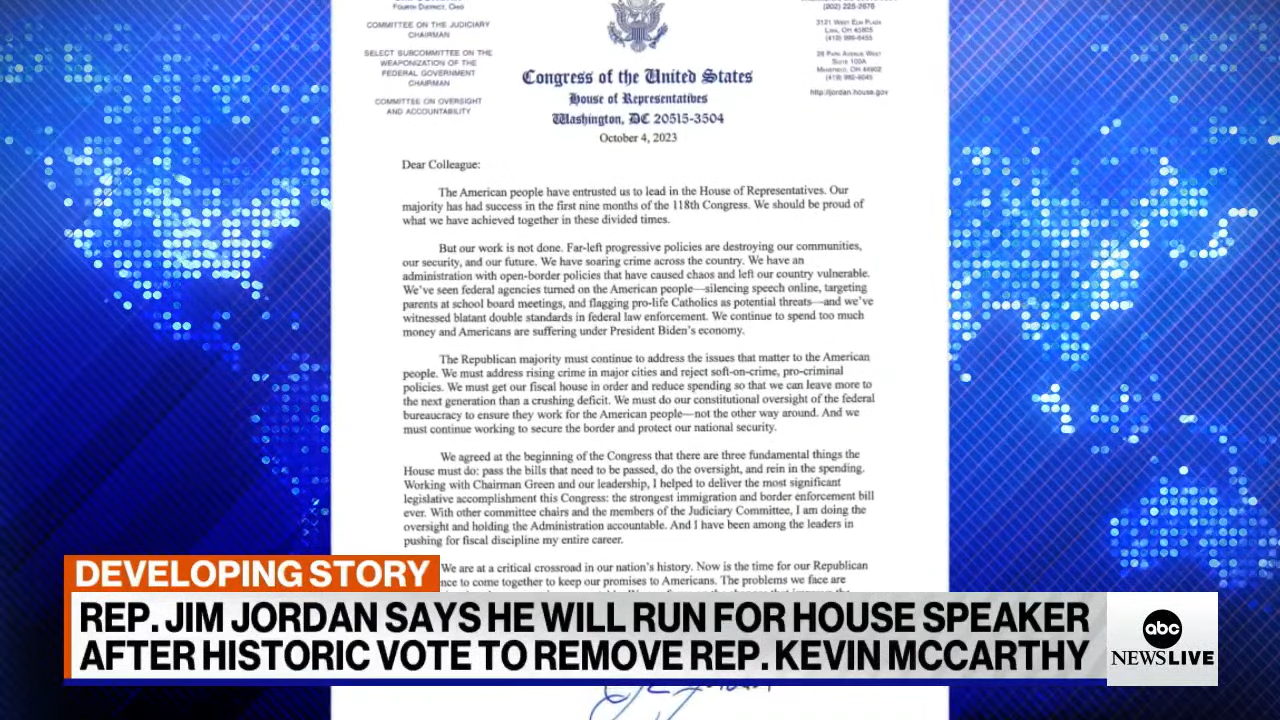 FOURTH DISTRICT, OHIO
COMMITTEE ON THE JUDICIARY
CHAIRMAN
SELECT SUBCOMMITTEE ON THE
WEAPONIZATION OF THE
FEDERAL GOVERNMENT
CHAIRMAN
COMMITTEE ON OVERSIGHT
AND ACCOUNTABILITY
Congress of the United States
House of Representatives
Washington, DC 20515-3504
October 4, 2023
(202) 225-2676
3121 WEST ELM PLAZA
LIMA, OH 45805
(419) 999-6455
28 PARK AVENUE WEST
SUITE
MANSFIELD, OH 44902
http://jordan.house.gov
Dear Colleague:
The American people have entrusted us to lead in the House of Representatives. Our
majority has had success in the first nine months of the 118th Congress. We should be proud of
what we have achieved together in these divided times.
But our work is not done. Far-left progressive policies are destroying our communities,
our security, and our future. We have soaring crime across the country. We have an
administration with open-border policies that have caused chaos and left our country vulnerable.
We've seen federal agencies turned on the American people—silencing speech online, targeting
parents at school board meetings, and flagging pro-life Catholics as potential threats—and we've
witnessed blatant double standards in federal law enforcement. We continue to spend too much
money and Americans are suffering under President Biden's economy.
The Republican majority must continue to address the issues that matter to the American
people. We must address rising crime in major cities and reject soft-on-crime, pro-criminal
policies. We must get our fiscal house in order and reduce spending so that we can leave more to
the next generation than a crushing deficit. We must do our constitutional oversight of the federal
bureaucracy to ensure they work for the American people—not the other way around. And we
must continue working to secure the border and protect our national security.
We agreed at the beginning of the Congress that there are three fundamental things the
House must do: pass the bills that need to be passed, do the oversight, and rein in the spending.
Working with Chairman Green and our leadership, I helped to deliver the most significant
legislative accomplishment this Congress: the strongest immigration and border enforcement bill
ever. With other committee chairs and the members of the Judiciary Committee, I am doing the
oversight and holding the Administration accountable. And I have been among the leaders in
pushing for fiscal discipline my entire career.
We are at a critical crossroad in our nation's history. Now is the time for our Republican
nce to come together to keep our promises to Americans. The problems we face are
DEVELOPING STORY
REP. JIM JORDAN SAYS HE WILL RUN FOR HOUSE SPEAKER
AFTER HISTORIC VOTE TO REMOVE REP. KEVIN MCCARTHY
abc
NEWSLIVE